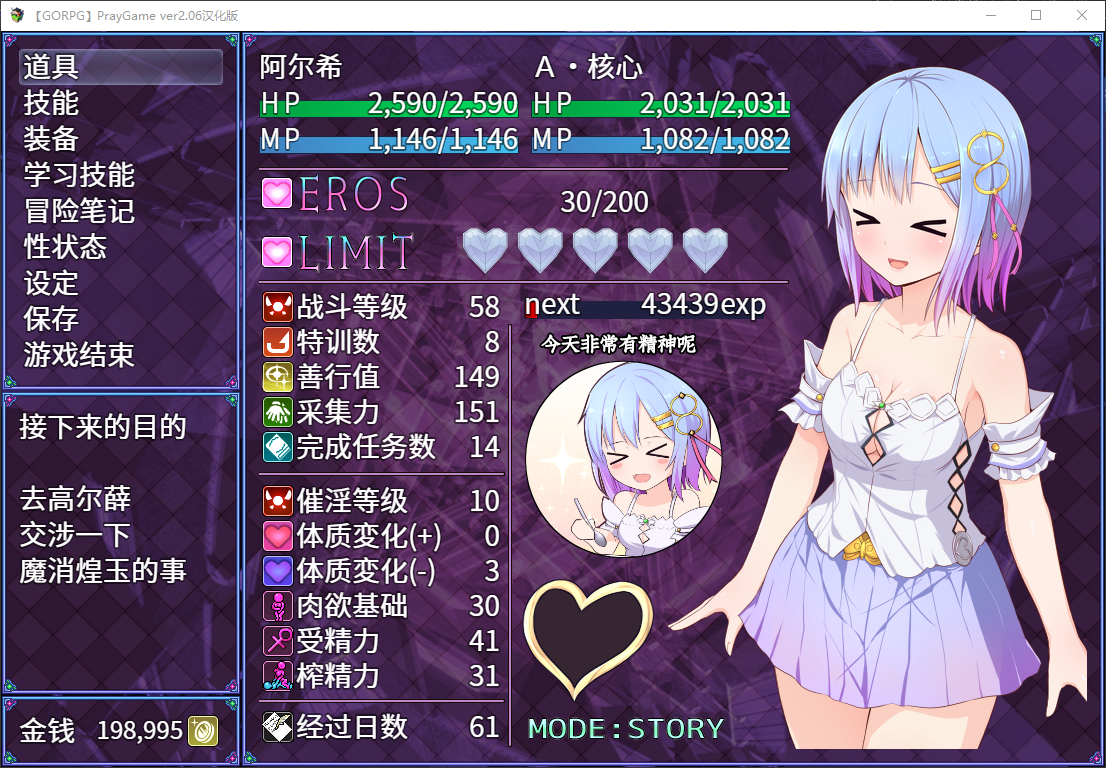 【GORPG】PrayGame ver2.06汉化版
道具
技能
装备
学习技能
冒险笔记
性状态
设定
保存
游戏结束
接下来的目的
去高尔薛
交涉一下
魔消煌玉的事
金钱 198,995
阿尔希 A・核心
HP 2,590/2,590 HP 2,031/2,031
MP 1,146/1,146 MP 1,082/1,082
EROS 30/200
LIMIT
战斗等级 58 next 43439exp
特训数 8
善行值 149
采集力 151
完成任务数 14
今天非常有精神呢
催淫等级 10
体质变化(+) 0
体质变化(-) 3
肉欲基础 30
受精力 41
榨精力 31
经过日数 61
MODE:STORY